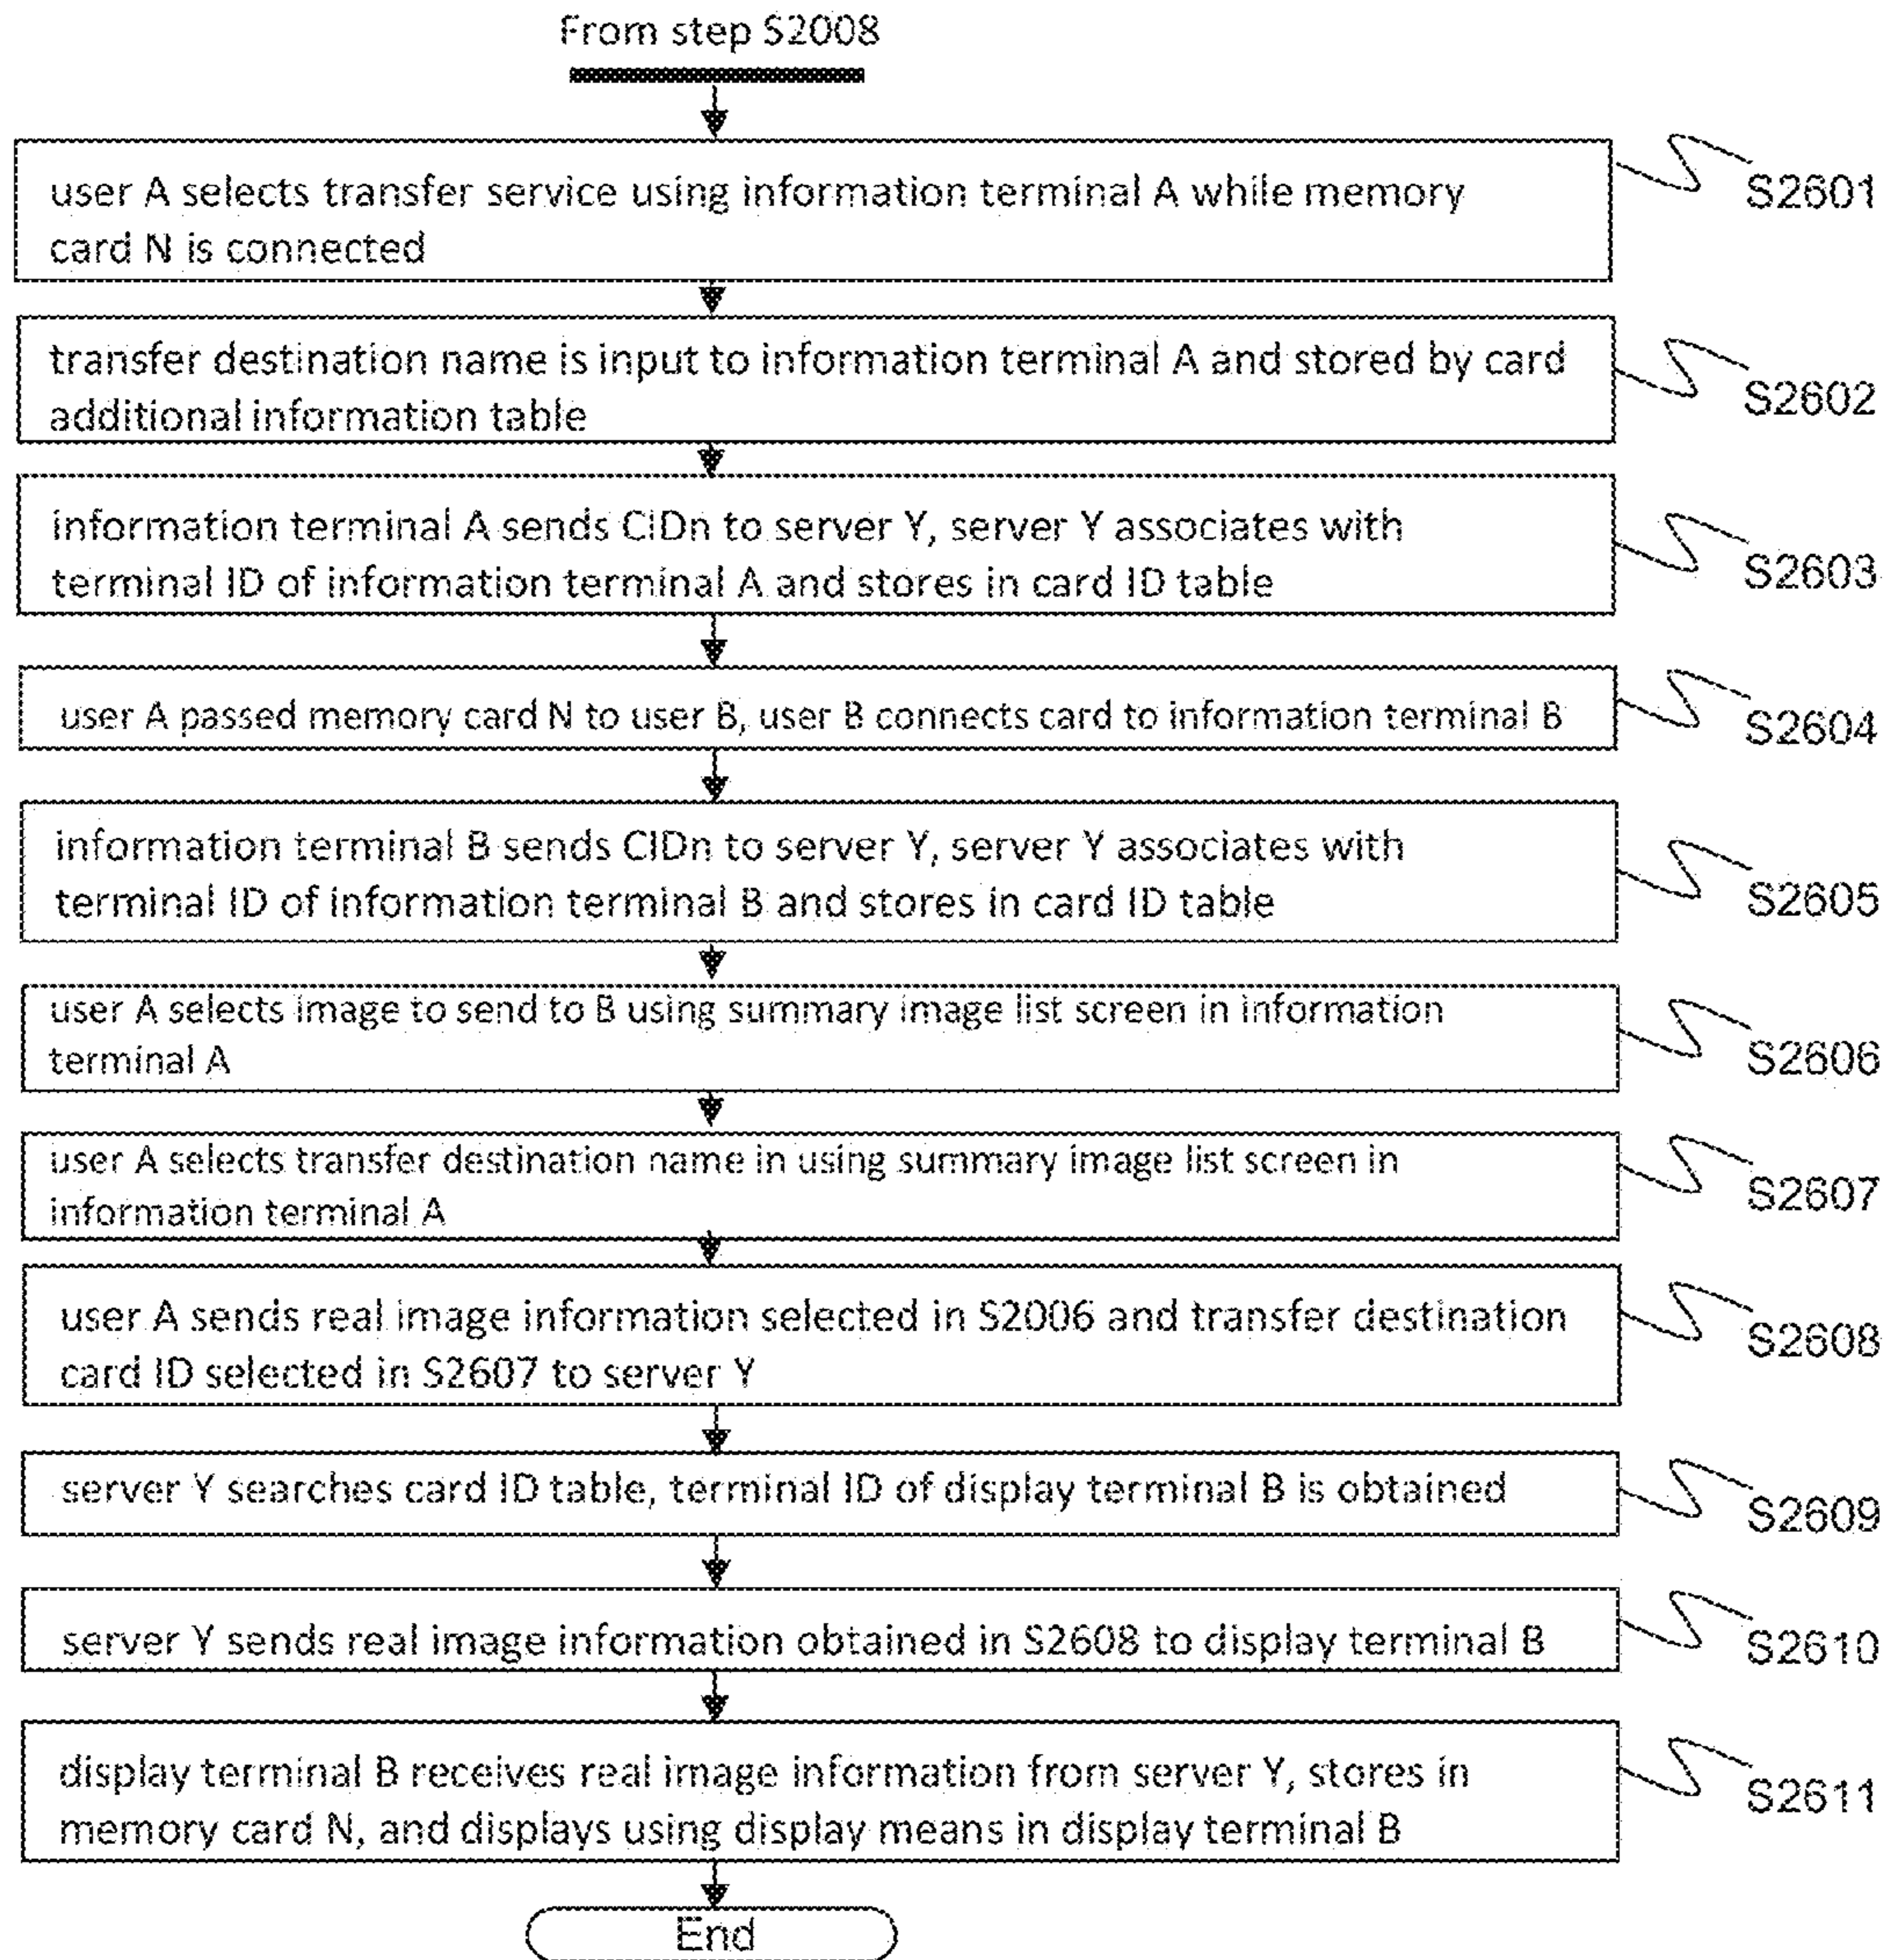 From step S2008
user A selects transfer service using information terminal A while memory
card N is connected
S2601
transfer destination name is input to information terminal A and stored by card
additional information table
S2602
information terminal A sends CIDn to server Y, server Y associates with
terminal ID of information terminal A and stores in card ID table
S2603
user A passed memory card N to user B, user B connects card to information terminal B
S2604
information terminal B sends CIDn to server Y, server Y associates with
terminal ID of information terminal B and stores in card ID table
S2605
user A selects image to send to B using summary image list screen in information
terminal A
S2606
user A selects transfer destination name in using summary image list screen in
information terminal A
S2607
user A sends real image information selected in S2006 and transfer destination
card ID selected in S2607 to server Y
S2608
server Y searches card ID table, terminal ID of display terminal B is obtained
S2609
server Y sends real image information obtained in S2608 to display terminal B
S2610
display terminal B receives real image information from server Y, stores in
memory card N, and displays using display means in display terminal B
S2611
End